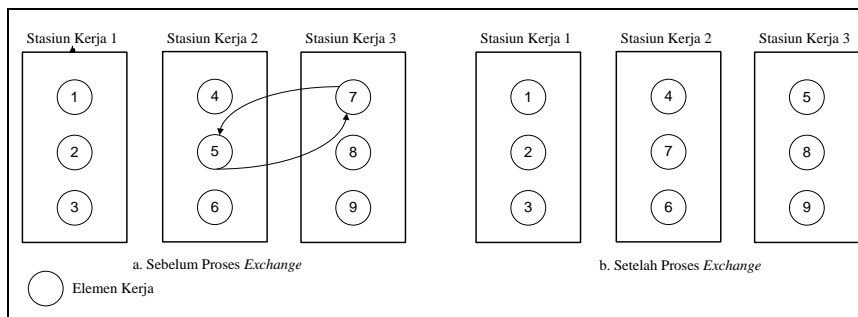 Stasiun Kerja 1 Stasiun Kerja 2 Stasiun Kerja 3
1 4 7
2 5 8
3 6 9
a. Sebelum Proses Exchange
Stasiun Kerja 1 Stasiun Kerja 2 Stasiun Kerja 3
1 4 5
2 7 8
3 6 9
b. Setelah Proses Exchange
Elemen Kerja